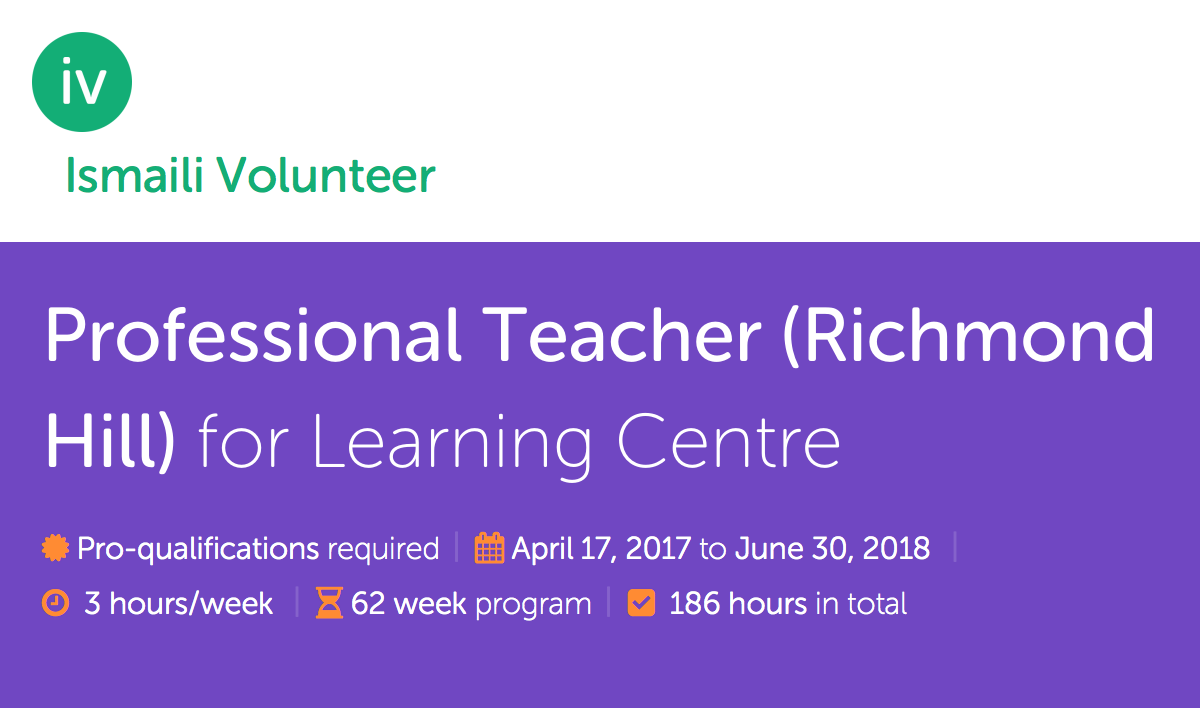 iv
Ismaili Volunteer
Professional Teacher (Richmond
Hill) for Learning Centre
Pro-qualifications required | April 17, 2017 to June 30, 2018 |
3 hours/week | 62 week program | 186 hours in total